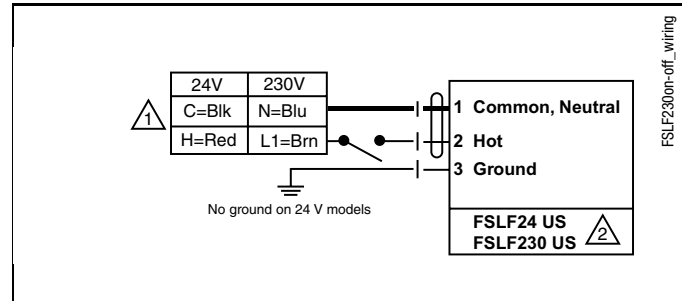 24V 230V
C=Blk N=Blu
H=Red L1=Brn
1
1 Common, Neutral
2 Hot
3 Ground
No ground on 24 V models
FSLF24 US
FSLF230 US
2
FSLF230on-off_wiring